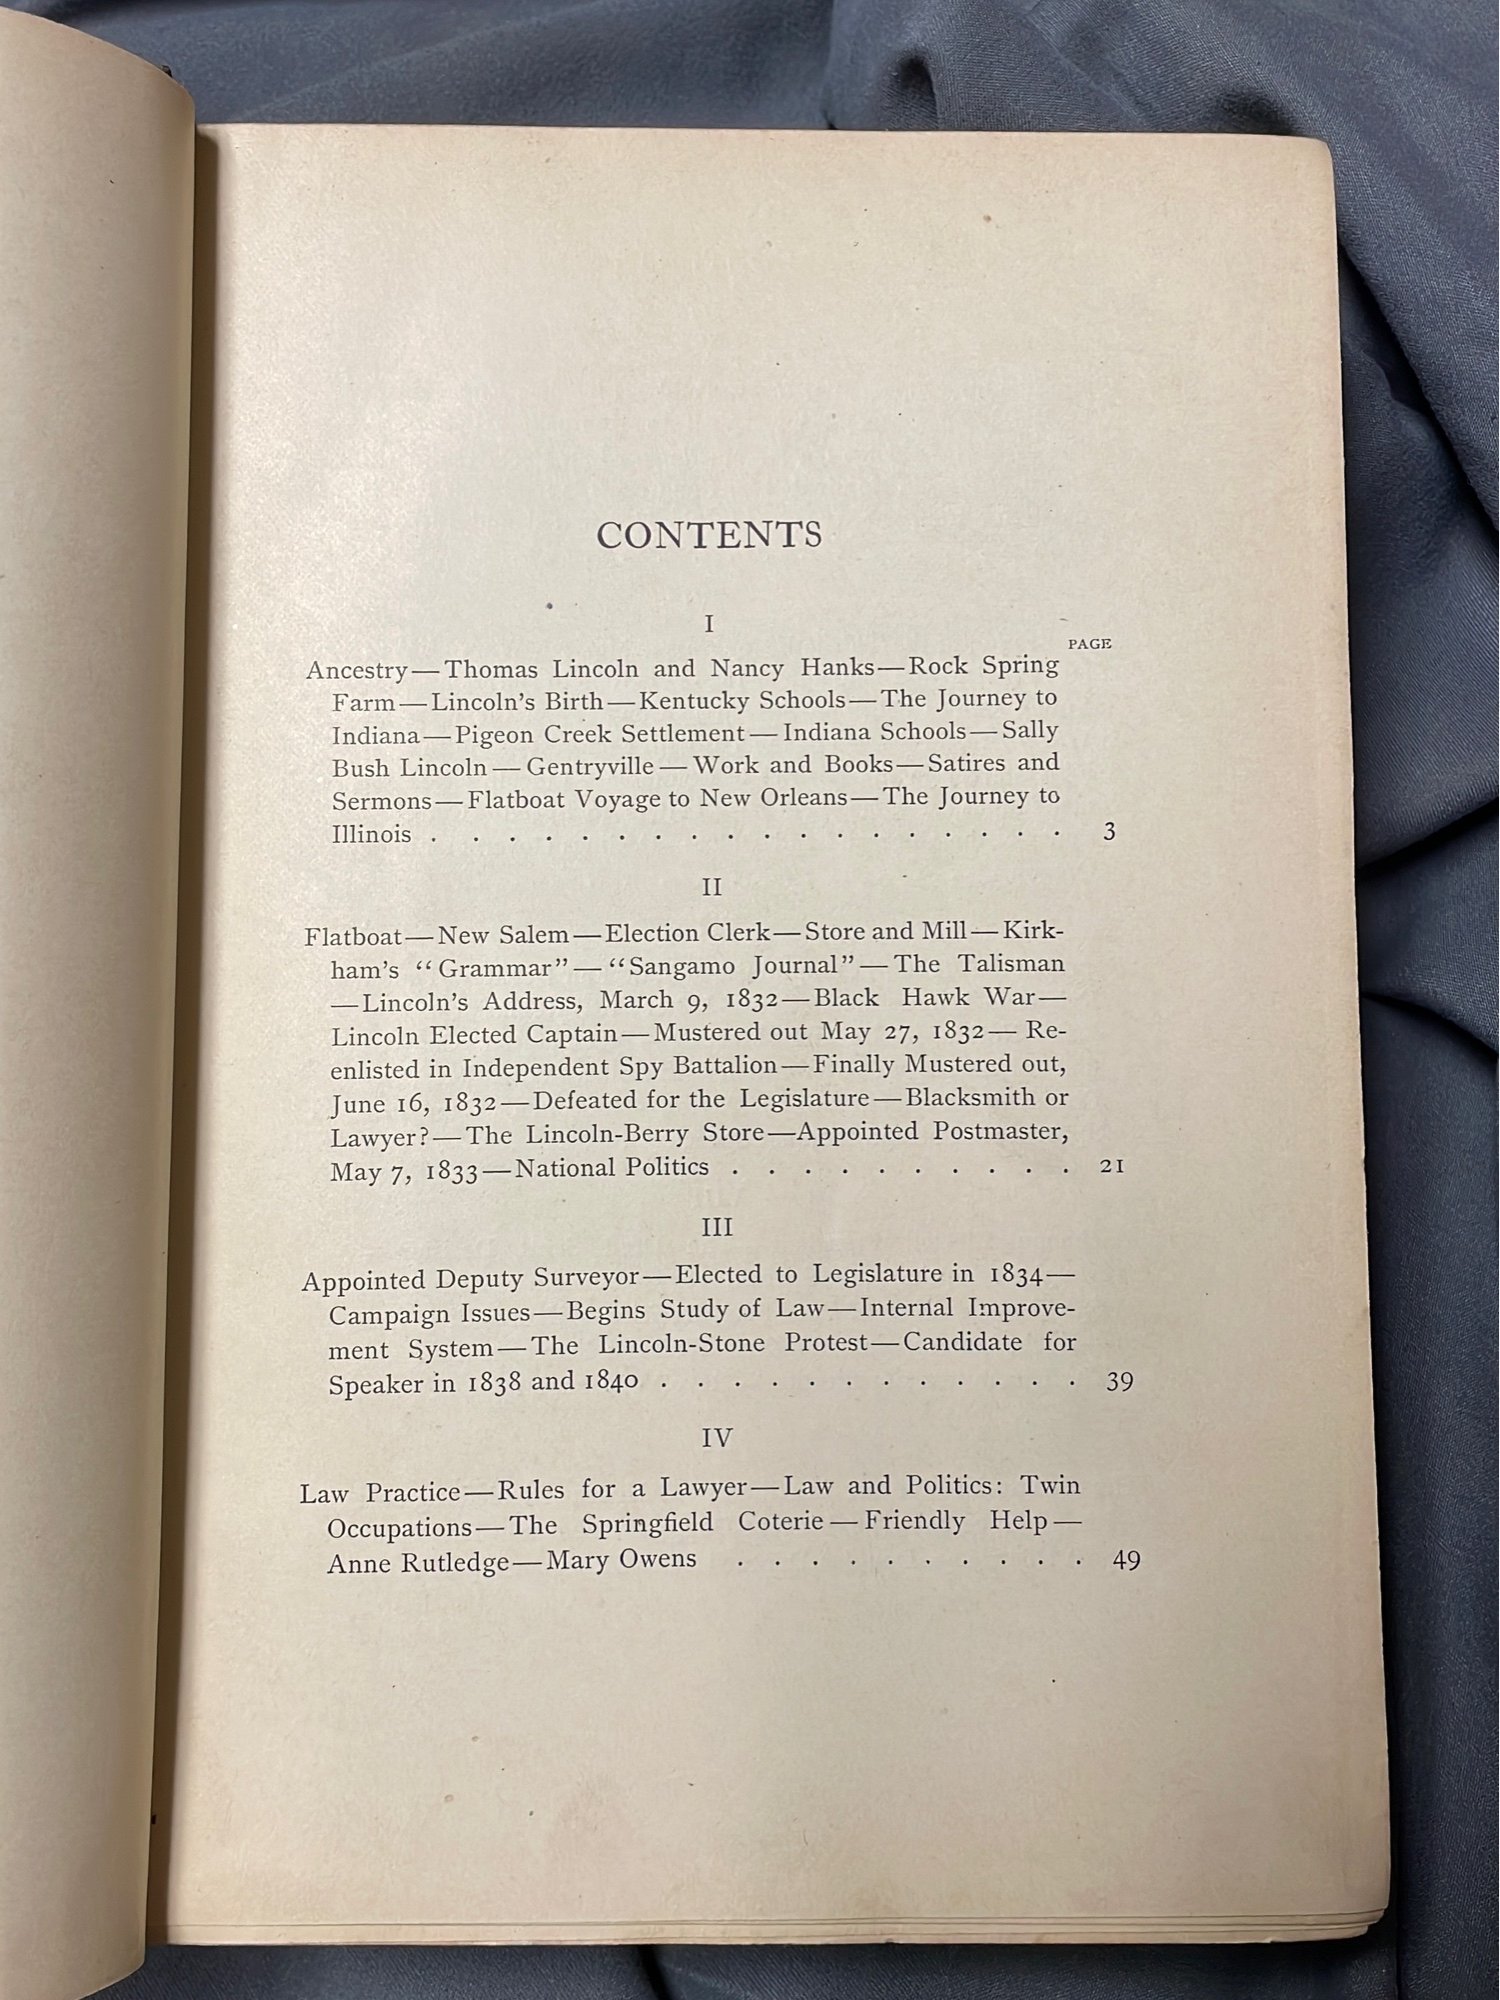 CONTENTS
I
PAGE
Ancestry—Thomas Lincoln and Nancy Hanks—Rock Spring
Farm—Lincoln's Birth—Kentucky Schools—The Journey to
Indiana—Pigeon Creek Settlement—Indiana Schools—Sally
Bush Lincoln—Gentryville—Work and Books—Satires and
Sermons—Flatboat Voyage to New Orleans—The Journey to
Illinois . . . . . . . . . . . . . . . . . . 3
II
Flatboat—New Salem—Election Clerk—Store and Mill—Kirk-
ham's “Grammar”—“Sangamo Journal”—The Talisman
—Lincoln's Address, March 9, 1832—Black Hawk War—
Lincoln Elected Captain—Mustered out May 27, 1832—Re-
enlisted in Independent Spy Battalion—Finally Mustered out,
June 16, 1832—Defeated for the Legislature—Blacksmith or
Lawyer?—The Lincoln-Berry Store—Appointed Postmaster,
May 7, 1833—National Politics . . . . . . . . . . 21
III
Appointed Deputy Surveyor—Elected to Legislature in 1834—
Campaign Issues—Begins Study of Law—Internal Improve-
ment System—The Lincoln-Stone Protest—Candidate for
Speaker in 1838 and 1840 . . . . . . . . . . . . 39
IV
Law Practice—Rules for a Lawyer—Law and Politics: Twin
Occupations—The Springfield Coterie—Friendly Help—
Anne Rutledge—Mary Owens . . . . . . . . . . 49